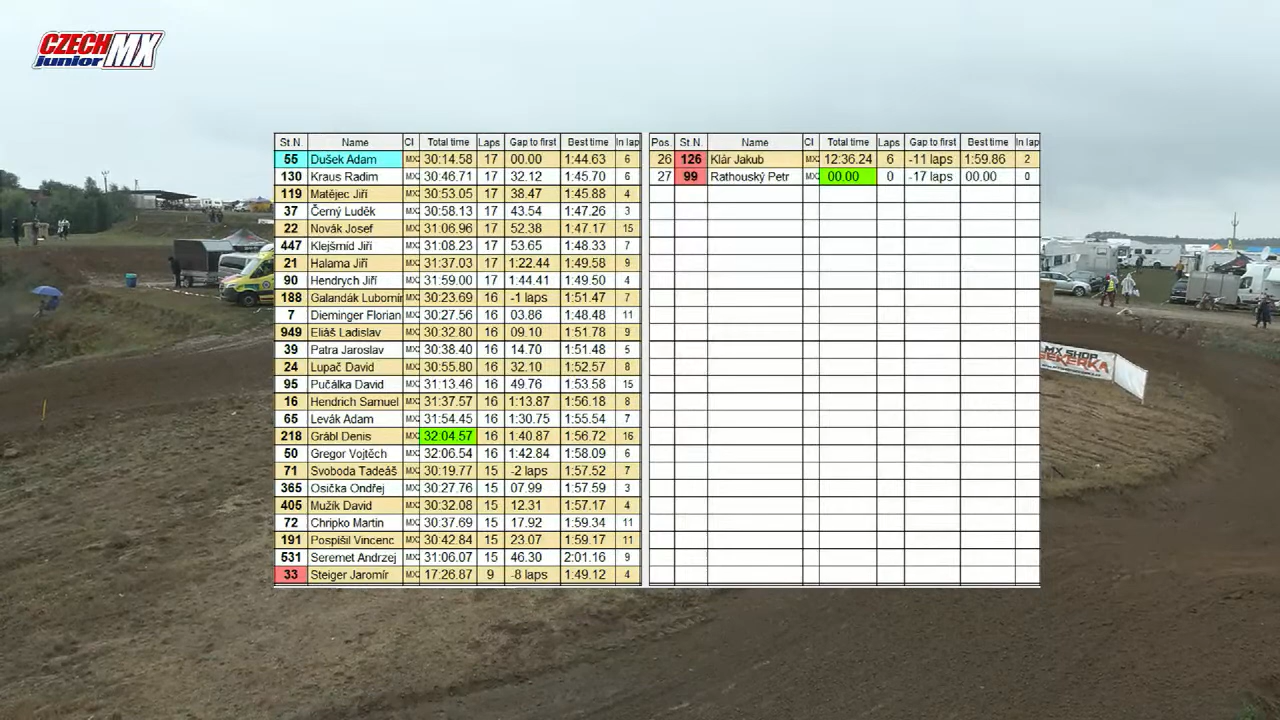 CZECH MX
junior
St.N. Name Cl Total time Laps Gap to first Best time In lap
55 Dušek Adam MX 30:14.58 17 00.00 1:44.63 6
130 Kraus Radim MX 30:46.71 17 32.12 1:45.70 6
119 Matějec Jiří MX 30:53.05 17 38.47 1:45.88 4
37 Černý Luděk MX 30:58.13 17 43.54 1:47.26 3
22 Novák Josef MX 31:06.96 17 52.38 1:47.17 15
447 Klejšmíd Jiří MX 31:08.23 17 53.65 1:48.33 7
21 Halama Jiří MX 31:37.03 17 1:22.44 1:49.58 9
90 Hendrych Jiří MX 31:59.00 17 1:44.41 1:49.50 4
188 Galandák Lubomír MX 30:23.69 16 -1 laps 1:51.47 7
7 Dieminger Florian MX 30:27.56 16 03.86 1:48.48 11
949 Eliáš Ladislav MX 30:32.80 16 09.10 1:51.78 9
39 Patra Jaroslav MX 30:38.40 16 14.70 1:51.48 5
24 Lupač David MX 30:55.80 16 32.10 1:52.57 8
95 Pučálka David MX 31:13.46 16 49.76 1:53.58 15
16 Hendrich Samuel MX 31:37.57 16 1:13.87 1:56.18 8
65 Levák Adam MX 31:54.45 16 1:30.75 1:55.54 7
218 Grábl Denis MX 32:04.57 16 1:40.87 1:56.72 16
50 Gregor Vojtěch MX 32:06.54 16 1:42.84 1:58.09 6
71 Svoboda Tadeáš MX 30:19.77 15 -2 laps 1:57.52 7
365 Osička Ondřej MX 30:27.76 15 07.99 1:57.59 3
405 Mužík David MX 30:32.08 15 12.31 1:57.17 4
72 Chripko Martin MX 30:37.69 15 17.92 1:59.34 11
191 Pospíšil Vincenc MX 30:42.84 15 23.07 1:59.17 11
531 Seremet Andrzej MX 31:06.07 15 46.30 2:01.16 9
33 Steiger Jaromír MX 17:26.87 9 -8 laps 1:49.12 4
Pos. St.N. Name Cl Total time Laps Gap to first Best time In lap
26 126 Klár Jakub MX 12:36.24 6 -11 laps 1:59.86 2
27 99 Rathouský Petr MX 00.00 0 -17 laps 00.00 0
MX SHOP
SEKERKA